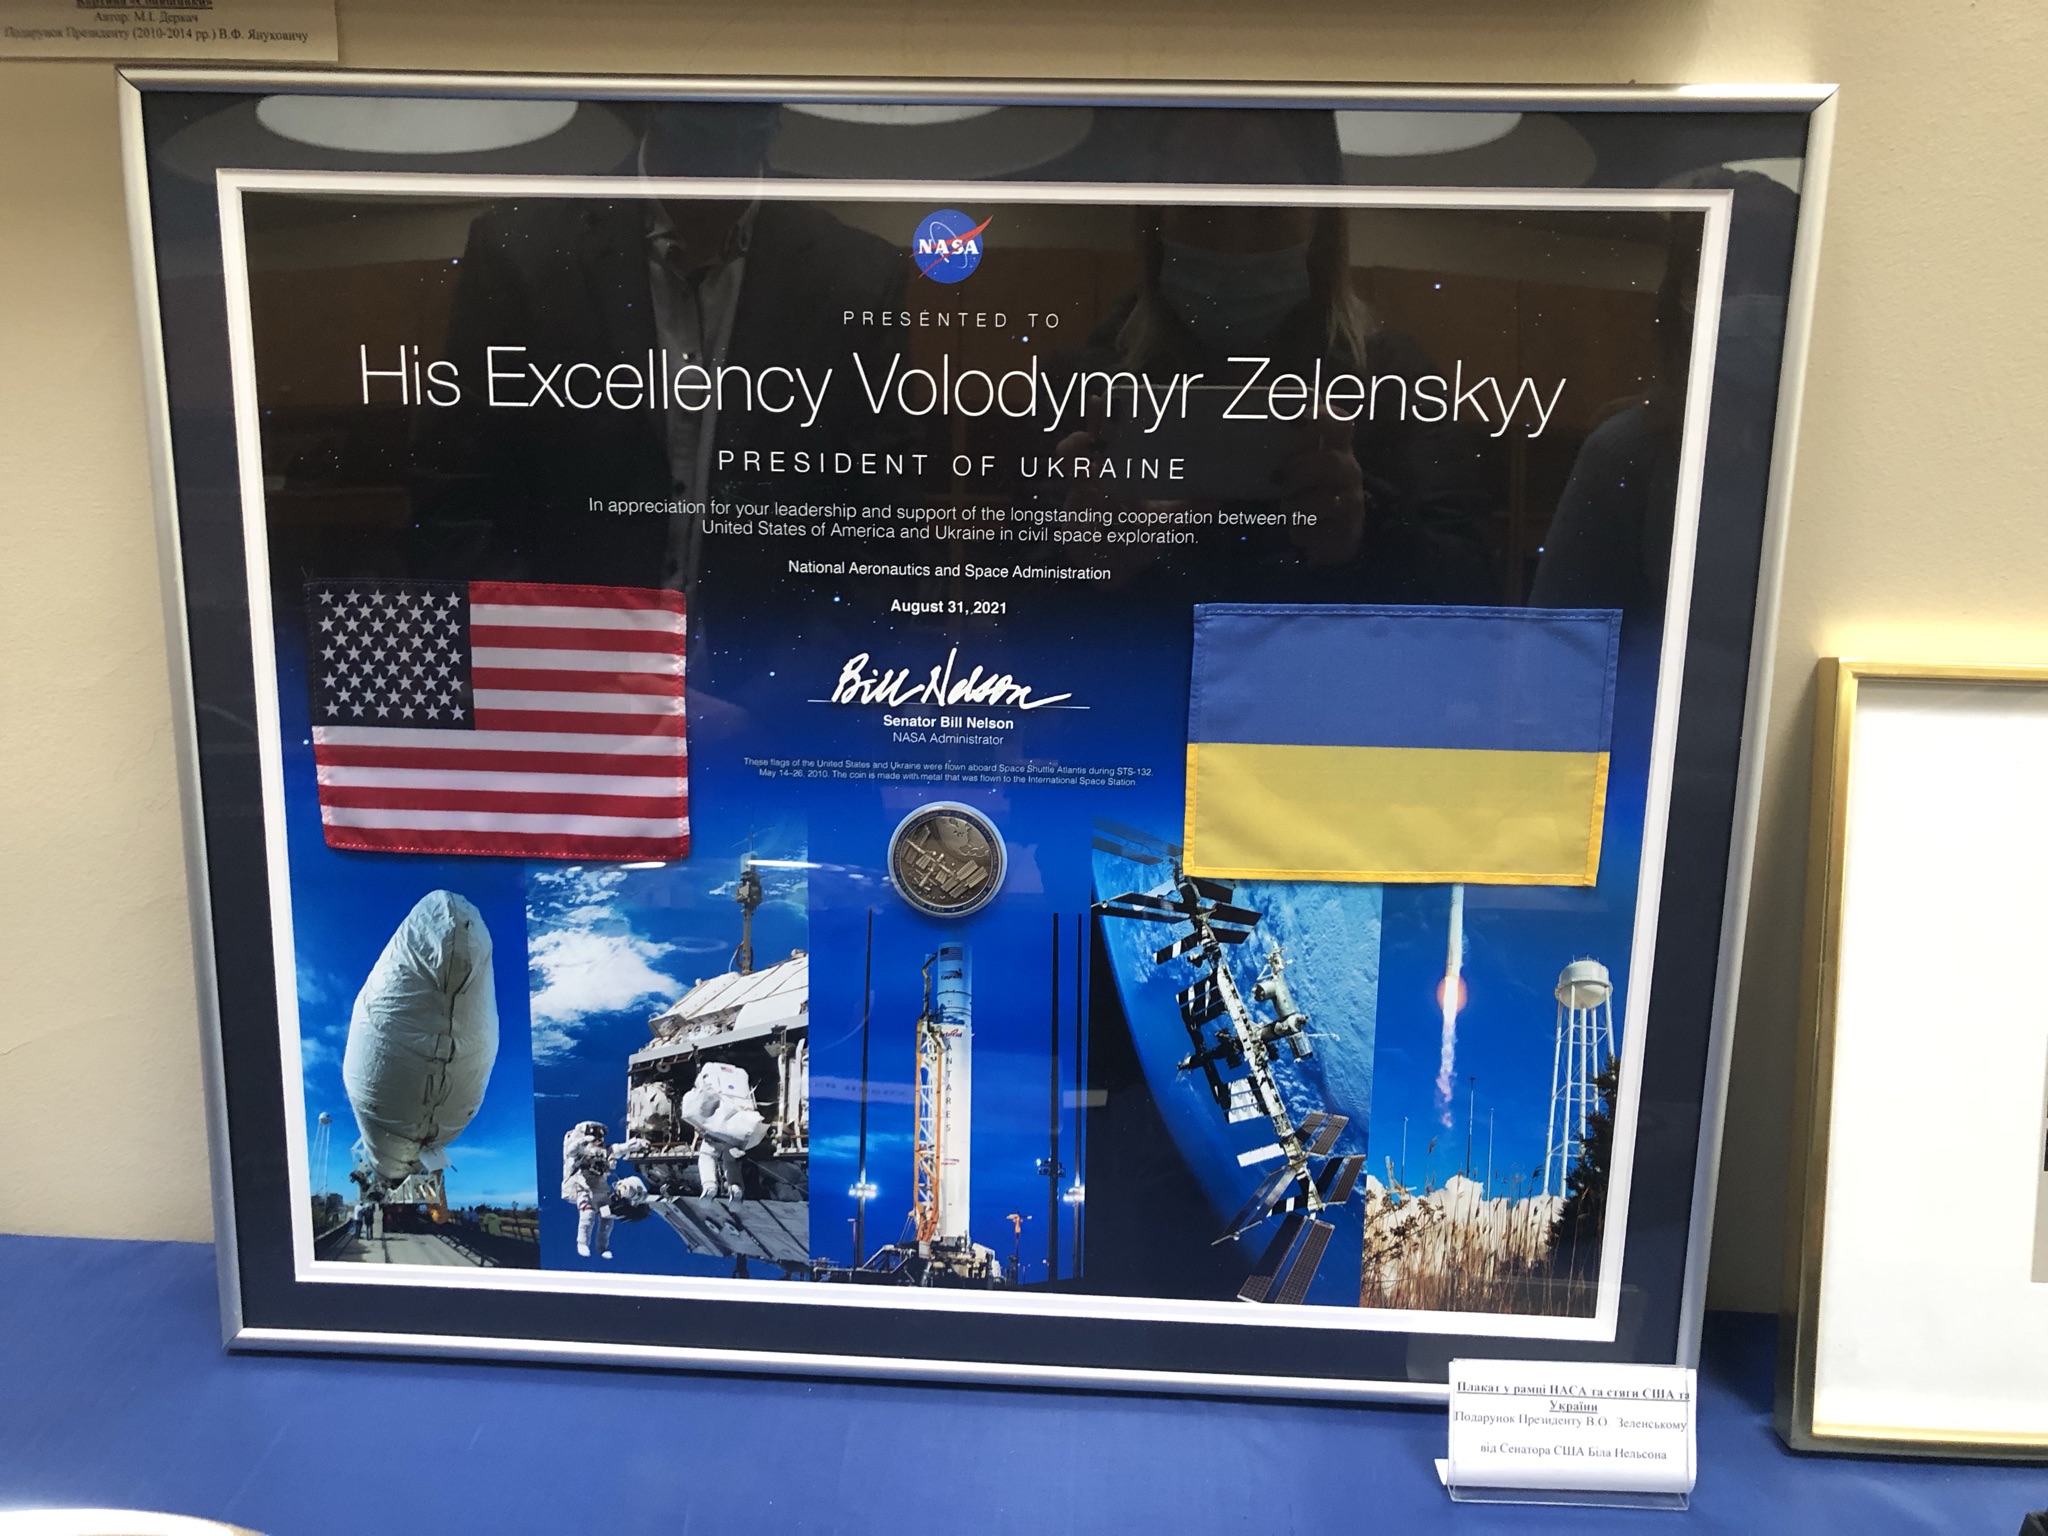 Картина «Соняшники»
Автор: М.І. Деркач
Подарунок Президенту (2010-2014 рр.) В.Ф. Януковичу
NASA
PRESENTED TO
His Excellency Volodymyr Zelenskyy
PRESIDENT OF UKRAINE
In appreciation for your leadership and support of the longstanding cooperation between the
United States of America and Ukraine in civil space exploration.
National Aeronautics and Space Administration
August 31, 2021
Bill Nelson
Senator Bill Nelson
NASA Administrator
These flags of the United States and Ukraine were flown aboard Space Shuttle Atlantis during STS-132,
May 14–26, 2010. The coin is made with metal that was flown to the International Space Station.
ANTARES
Плакат у рамці НАСА та стяги США та
України
Подарунок Президенту В.О. Зеленському
від Сенатора США Біла Нельсона